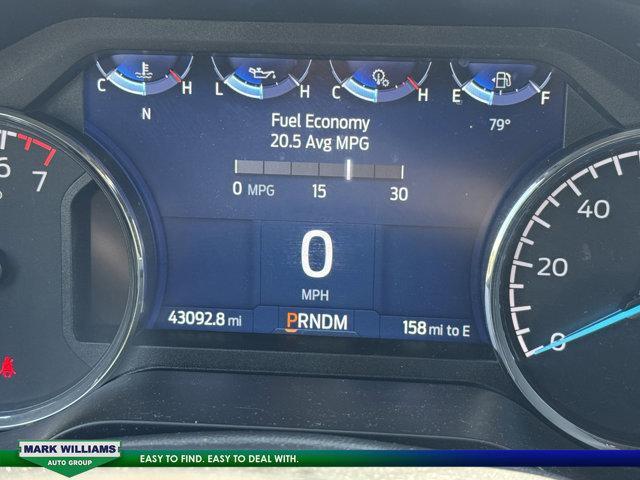 C H L H C H E F
N 79°
Fuel Economy
20.5 Avg MPG
0 MPG 15 30
6 7
40
20
0
0
MPH
43092.8 mi PRNDM 158 mi to E
MARK WILLIAMS
AUTO GROUP
EASY TO FIND. EASY TO DEAL WITH.